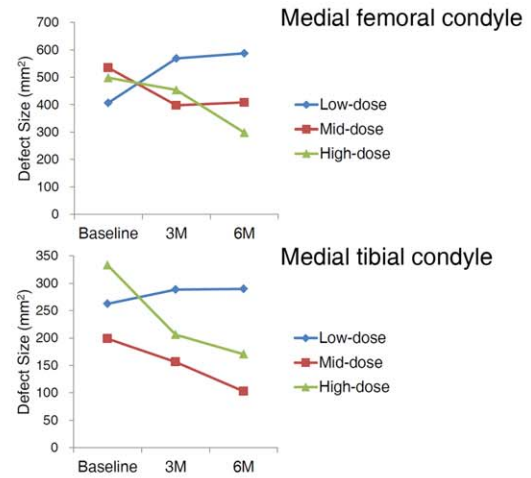 Medial femoral condyle
Defect Size (mm²)
700
600
500
400
300
200
100
0
Baseline 3M 6M
Low-dose
Mid-dose
High-dose
Medial tibial condyle
Defect Size (mm²)
350
300
250
200
150
100
50
0
Baseline 3M 6M
Low-dose
Mid-dose
High-dose